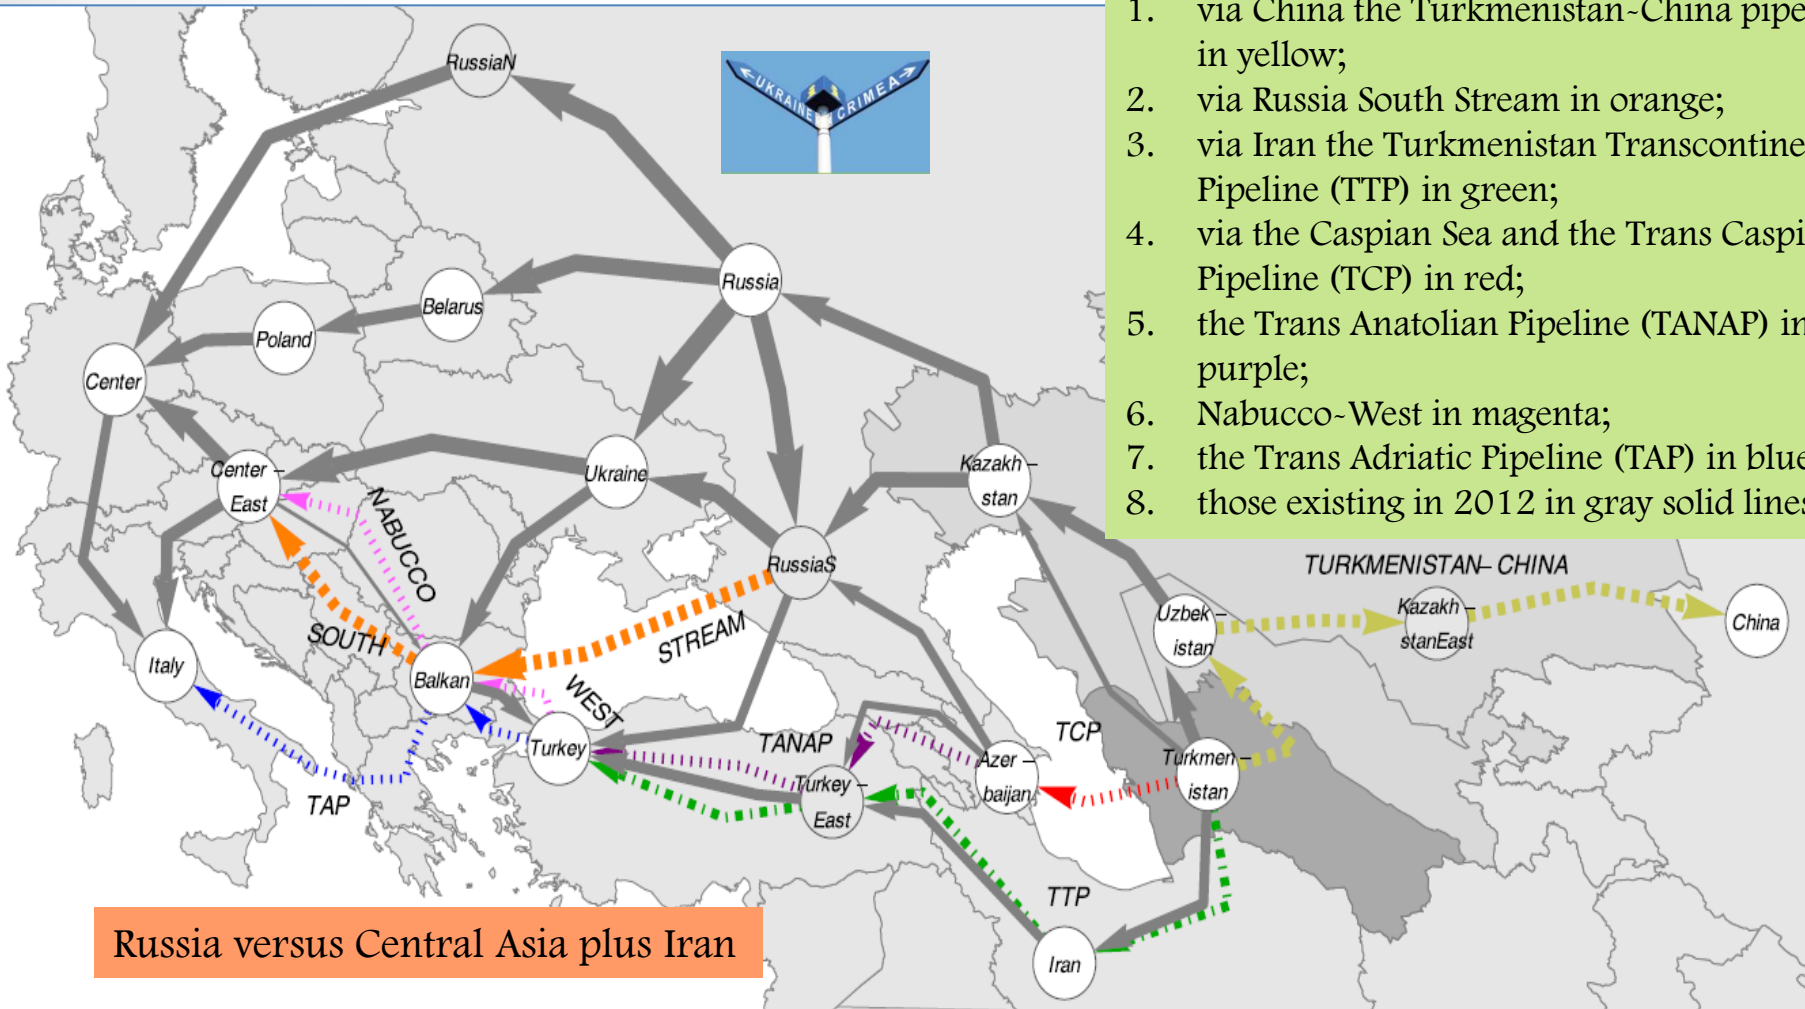 1. via China the Turkmenistan-China pipe
in yellow;
2. via Russia South Stream in orange;
3. via Iran the Turkmenistan Transcontine
Pipeline (TTP) in green;
4. via the Caspian Sea and the Trans Caspi
Pipeline (TCP) in red;
5. the Trans Anatolian Pipeline (TANAP) in
purple;
6. Nabucco-West in magenta;
7. the Trans Adriatic Pipeline (TAP) in blue
8. those existing in 2012 in gray solid lines
RussiaN
UKRAINE
CRIMEA
Russia
Belarus
Poland
Center
Center –
East
Ukraine
Kazakh –
stan
NABUCCO
RussiaS
TURKMENISTAN– CHINA
Uzbek –
istan
Kazakh –
stanEast
China
SOUTH
STREAM
Italy
Balkan
WEST
Turkey
TANAP
TCP
Azer –
baijan
Turkmen –
istan
Turkey –
East
TAP
TTP
Iran
Russia versus Central Asia plus Iran